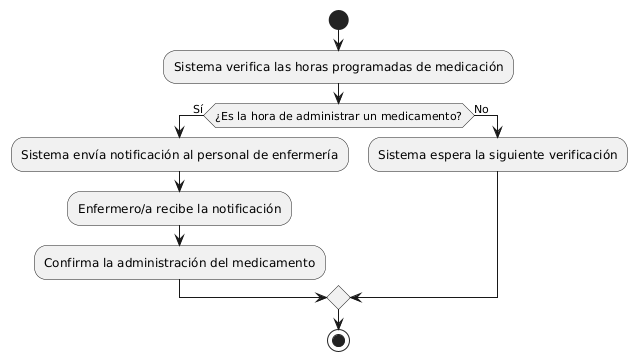 Sistema verifica las horas programadas de medicación
¿Es la hora de administrar un medicamento?
Sí
No
Sistema envía notificación al personal de enfermería
Sistema espera la siguiente verificación
Enfermero/a recibe la notificación
Confirma la administración del medicamento